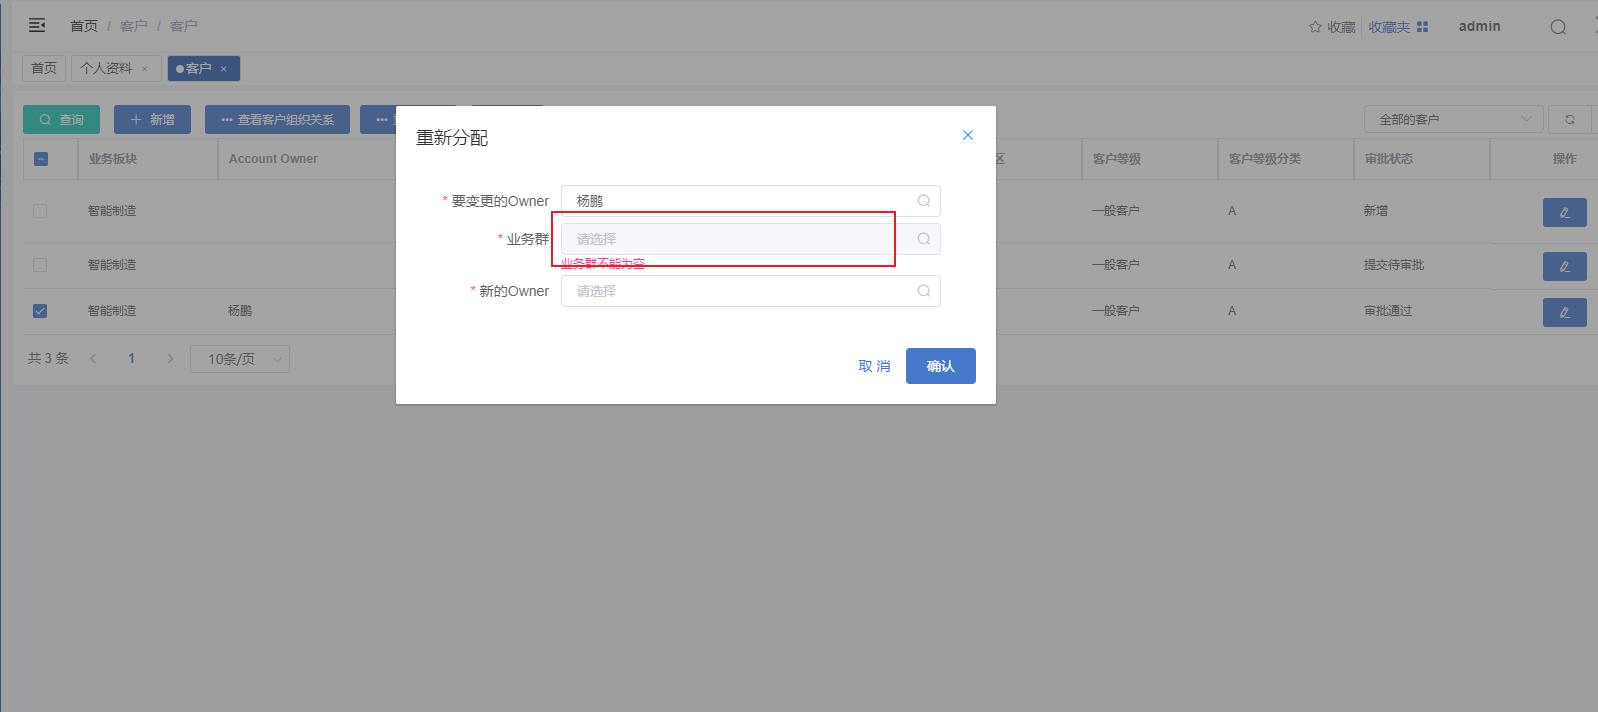 首页 / 客户 / 客户
收藏 收藏夹 admin
首页 个人资料 × 客户 ×
查询 新增 查看客户组织关系
全部的客户
业务板块 Account Owner 区 客户等级 客户等级分类 审批状态 操作
智能制造 一般客户 A 新增
智能制造 一般客户 A 提交待审批
智能制造 杨鹏 一般客户 A 审批通过
共 3 条 1 10条/页
重新分配
* 要变更的Owner 杨鹏
* 业务群 请选择
业务群不能为空
* 新的Owner 请选择
取 消 确认